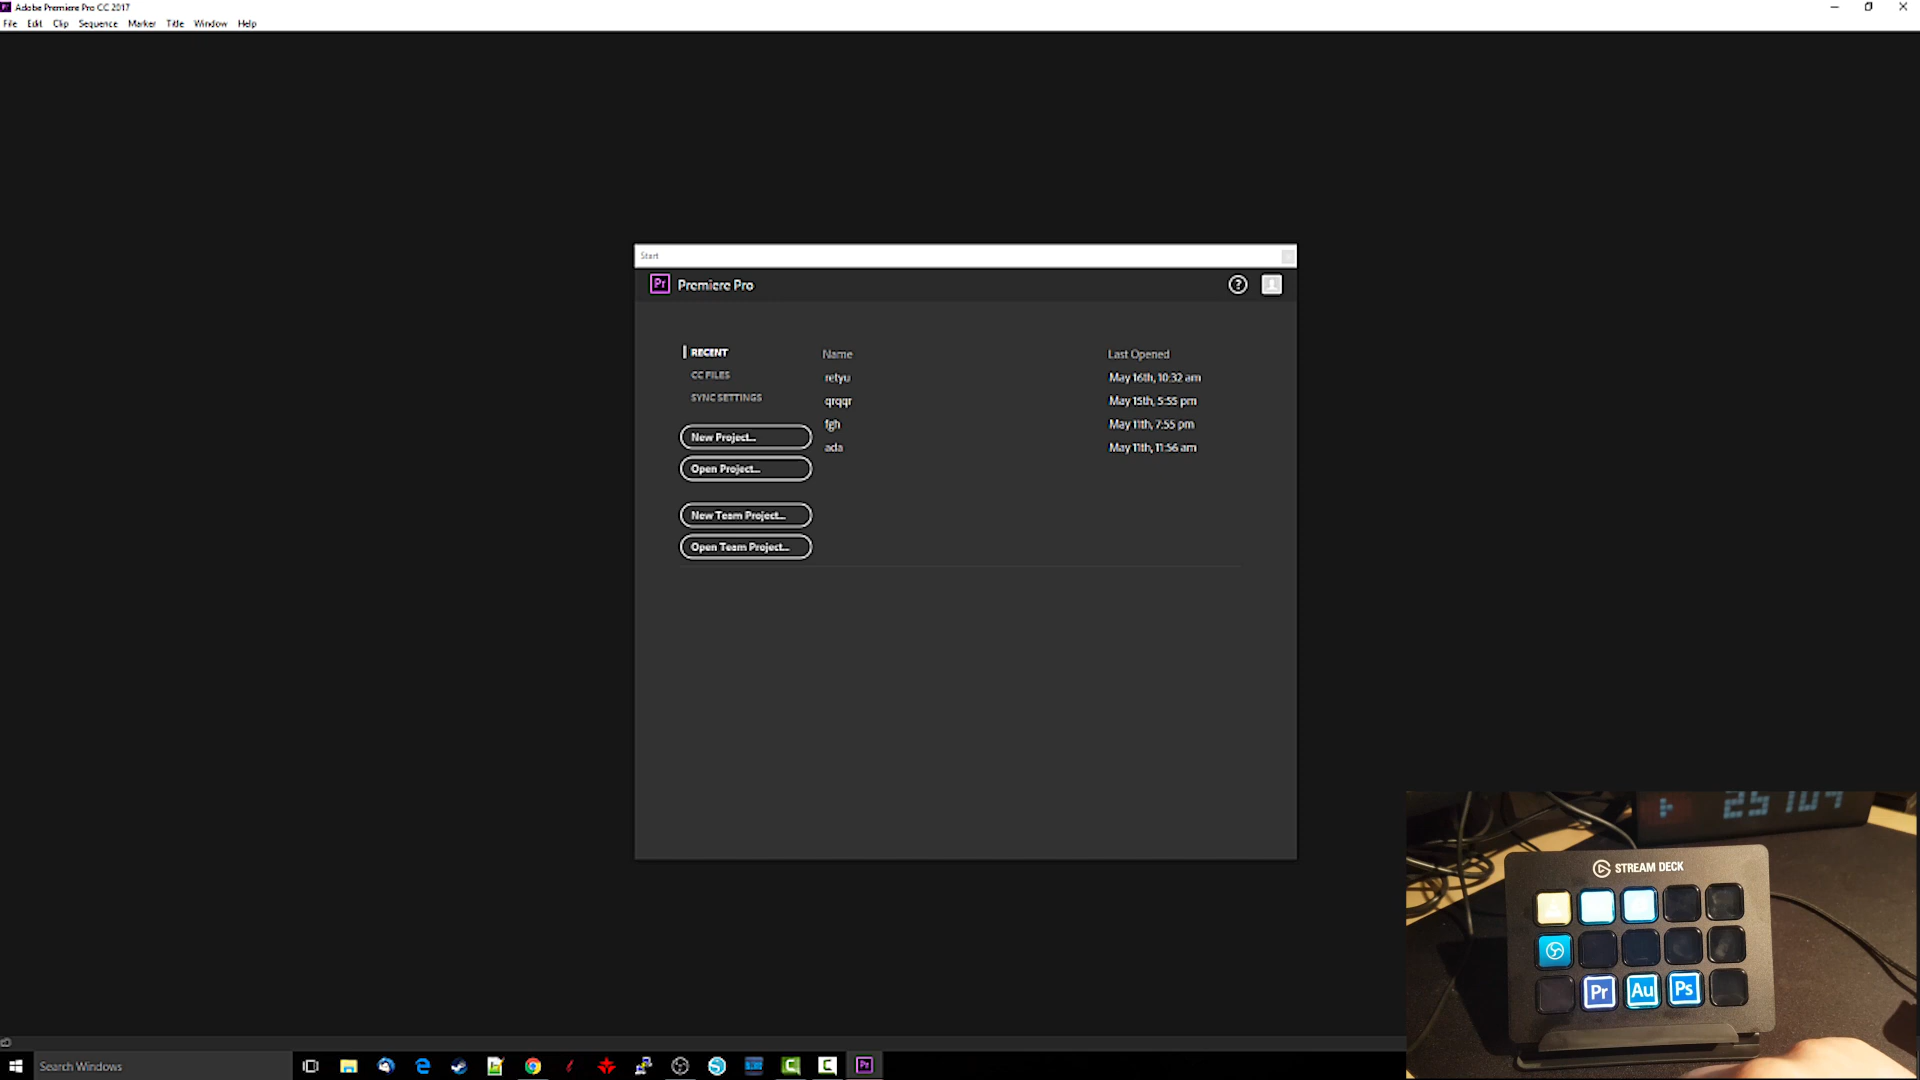 Adobe Premiere Pro CC 2017
File Edit Clip Sequence Marker Title Window Help
Start
Pr Premiere Pro
?
RECENT
CC FILES
SYNC SETTINGS
New Project...
Open Project...
New Team Project...
Open Team Project...
Name Last Opened
retyu May 16th, 10:32 am
qrqqr May 15th, 5:55 pm
fgh May 11th, 7:55 pm
ada May 11th, 11:56 am
STREAM DECK
Pr Au Ps
Search Windows
Pr